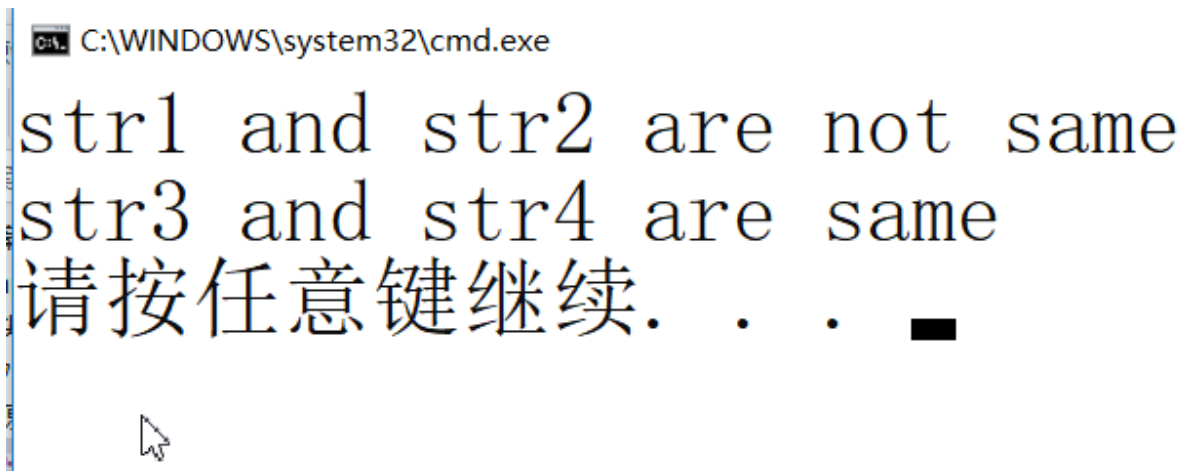 C:\WINDOWS\system32\cmd.exe
str1 and str2 are not same
str3 and str4 are same
请按任意键继续. . .